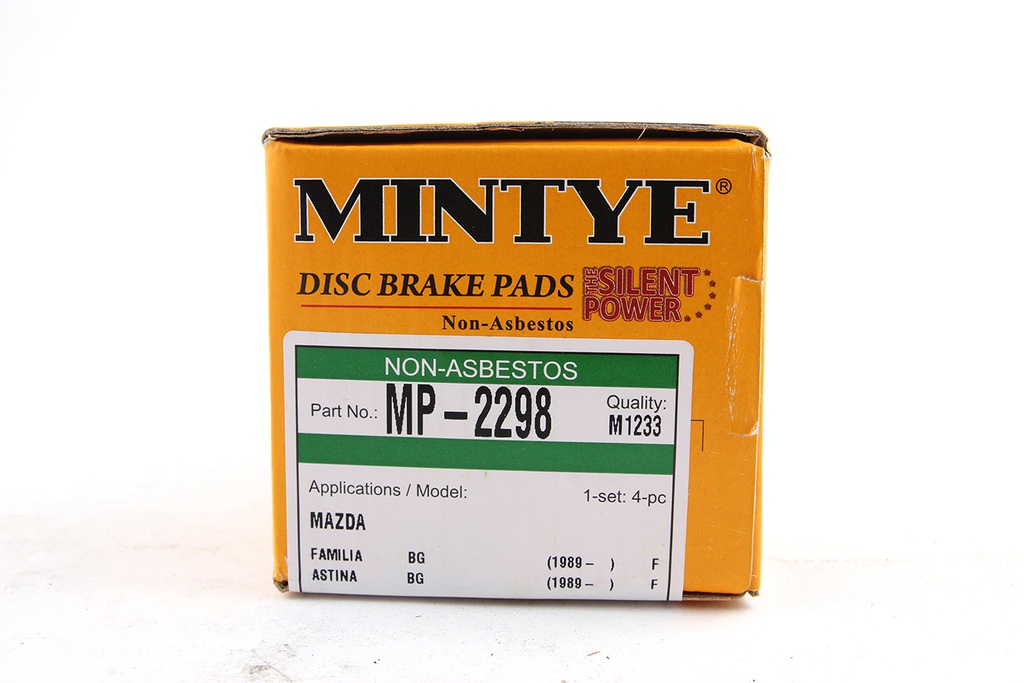 MINTYE®
DISC BRAKE PADS
THE SILENT POWER
Non-Asbestos
NON-ASBESTOS
Part No.: MP-2298
Quality: M1233
Applications / Model: 1-set: 4-pc
MAZDA
FAMILIA BG (1989- ) F
ASTINA BG (1989- ) F